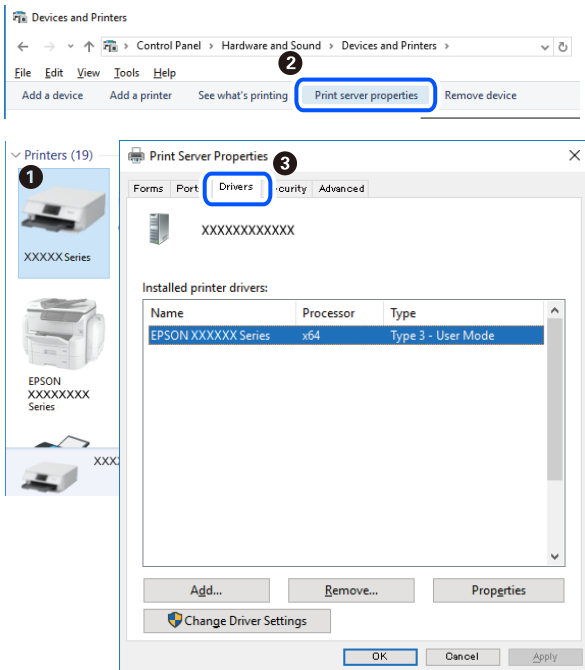 Devices and Printers
Control Panel > Hardware and Sound > Devices and Printers >
2
File Edit View Tools Help
Add a device Add a printer See what's printing Print server properties Remove device
Printers (19)
1
XXXXX Series
EPSON
XXXXXXXX
Series
XXX
Print Server Properties
3
Forms Port Drivers curity Advanced
XXXXXXXXXXXX
Installed printer drivers:
Name Processor Type
EPSON XXXXXX Series x64 Type 3 - User Mode
Add... Remove... Properties
Change Driver Settings
OK Cancel Apply